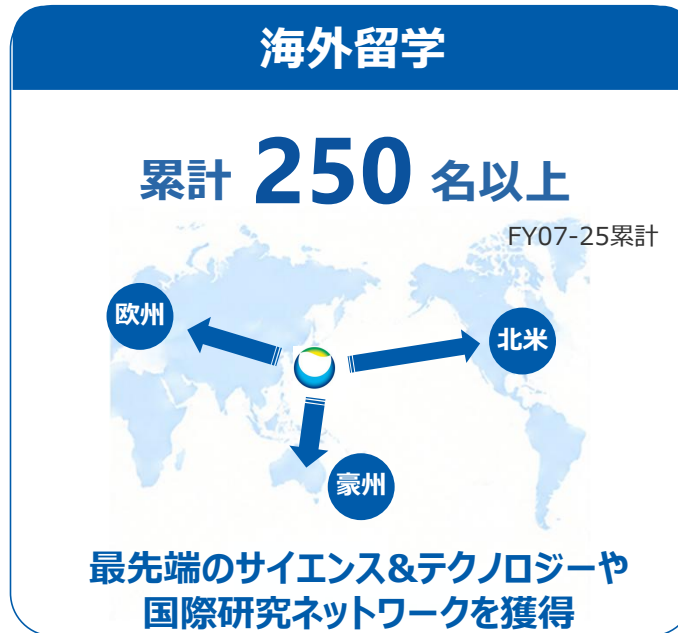 海外留学
累計 250 名以上
FY07-25累計
欧州
北米
豪州
最先端のサイエンス&テクノロジーや
国際研究ネットワークを獲得